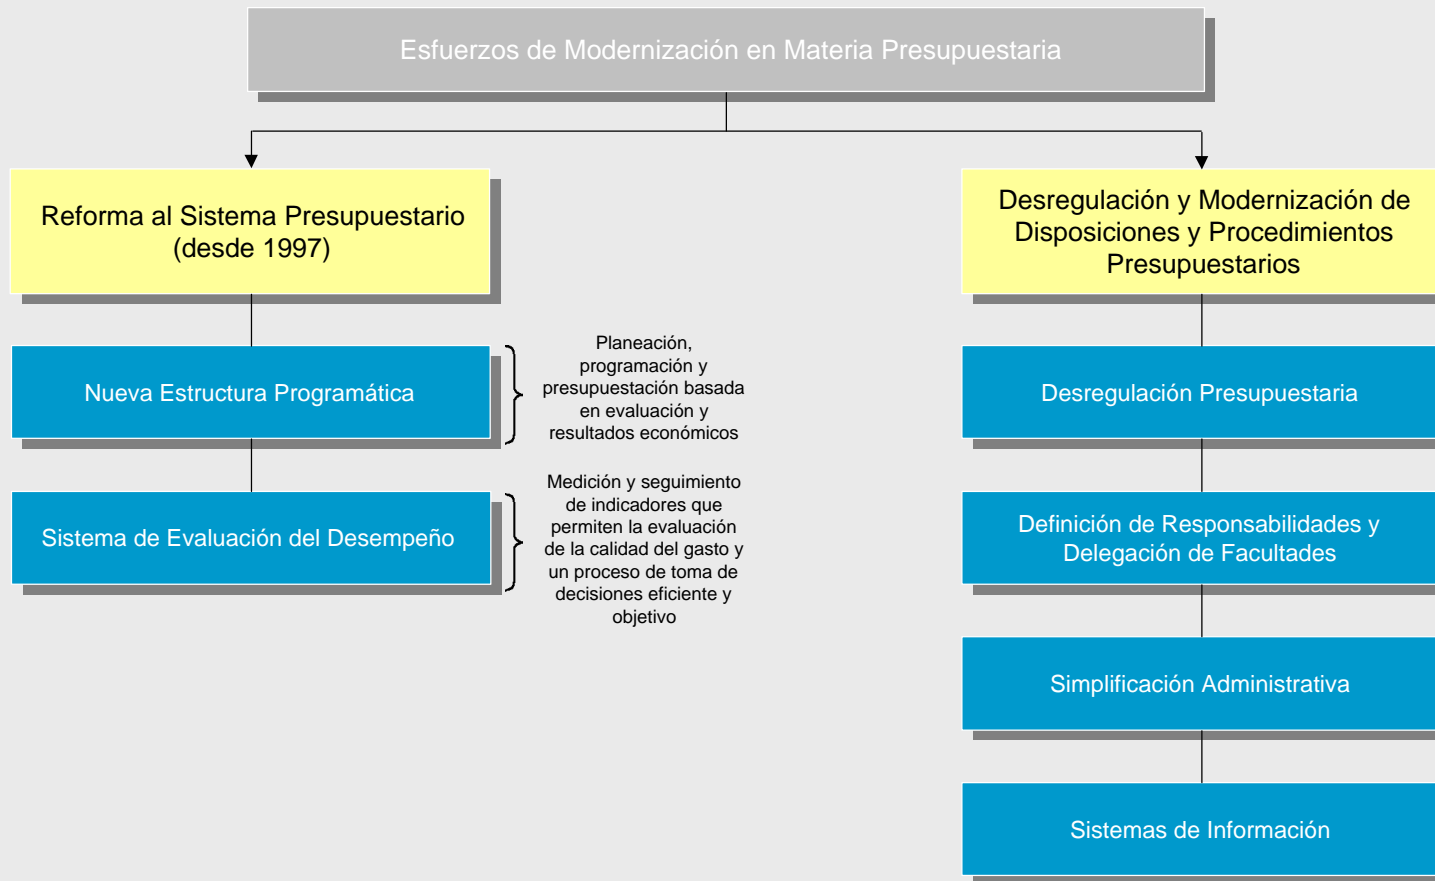 Esfuerzos de Modernización en Materia Presupuestaria
Reforma al Sistema Presupuestario
(desde 1997)
Nueva Estructura Programática
Planeación,
programación y
presupuestación basada
en evaluación y
resultados económicos
Sistema de Evaluación del Desempeño
Medición y seguimiento
de indicadores que
permiten la evaluación
de la calidad del gasto y
un proceso de toma de
decisiones eficiente y
objetivo
Desregulación y Modernización de
Disposiciones y Procedimientos
Presupuestarios
Desregulación Presupuestaria
Definición de Responsabilidades y
Delegación de Facultades
Simplificación Administrativa
Sistemas de Información